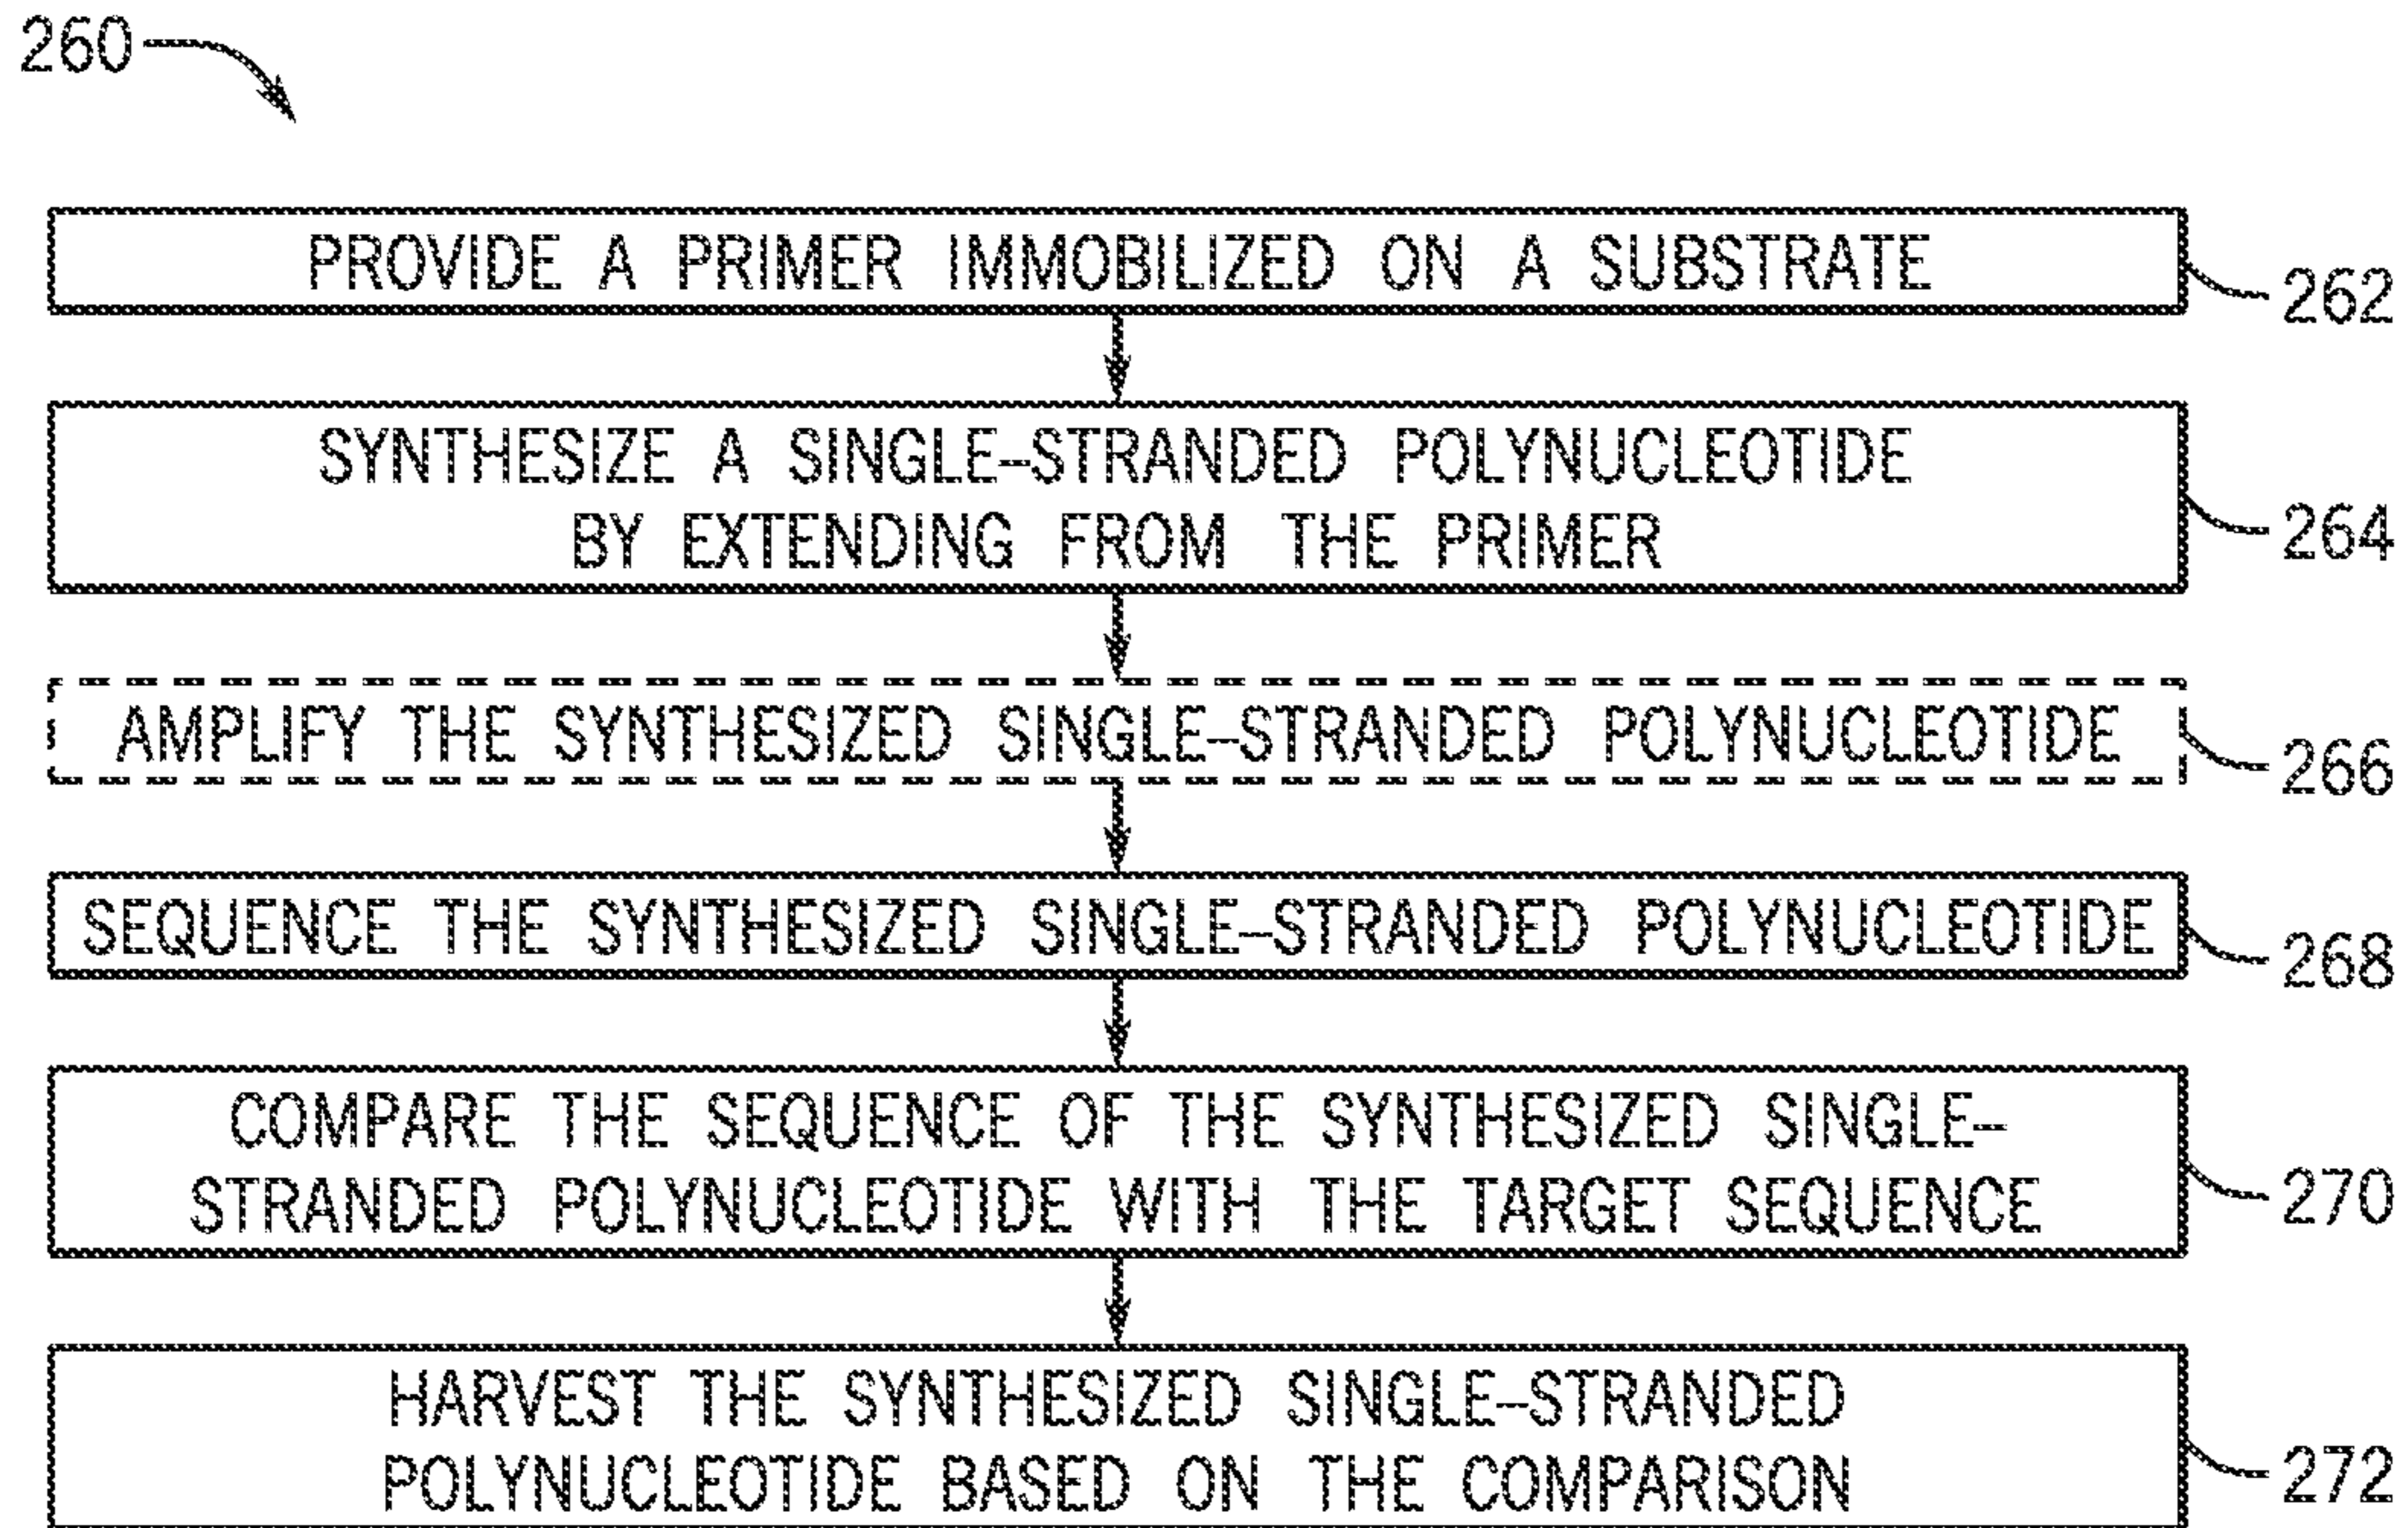 260
PROVIDE A PRIMER IMMOBILIZED ON A SUBSTRATE
262
SYNTHESIZE A SINGLE-STRANDED POLYNUCLEOTIDE
BY EXTENDING FROM THE PRIMER
264
AMPLIFY THE SYNTHESIZED SINGLE-STRANDED POLYNUCLEOTIDE
266
SEQUENCE THE SYNTHESIZED SINGLE-STRANDED POLYNUCLEOTIDE
268
COMPARE THE SEQUENCE OF THE SYNTHESIZED SINGLE-
STRANDED POLYNUCLEOTIDE WITH THE TARGET SEQUENCE
270
HARVEST THE SYNTHESIZED SINGLE-STRANDED
POLYNUCLEOTIDE BASED ON THE COMPARISON
272